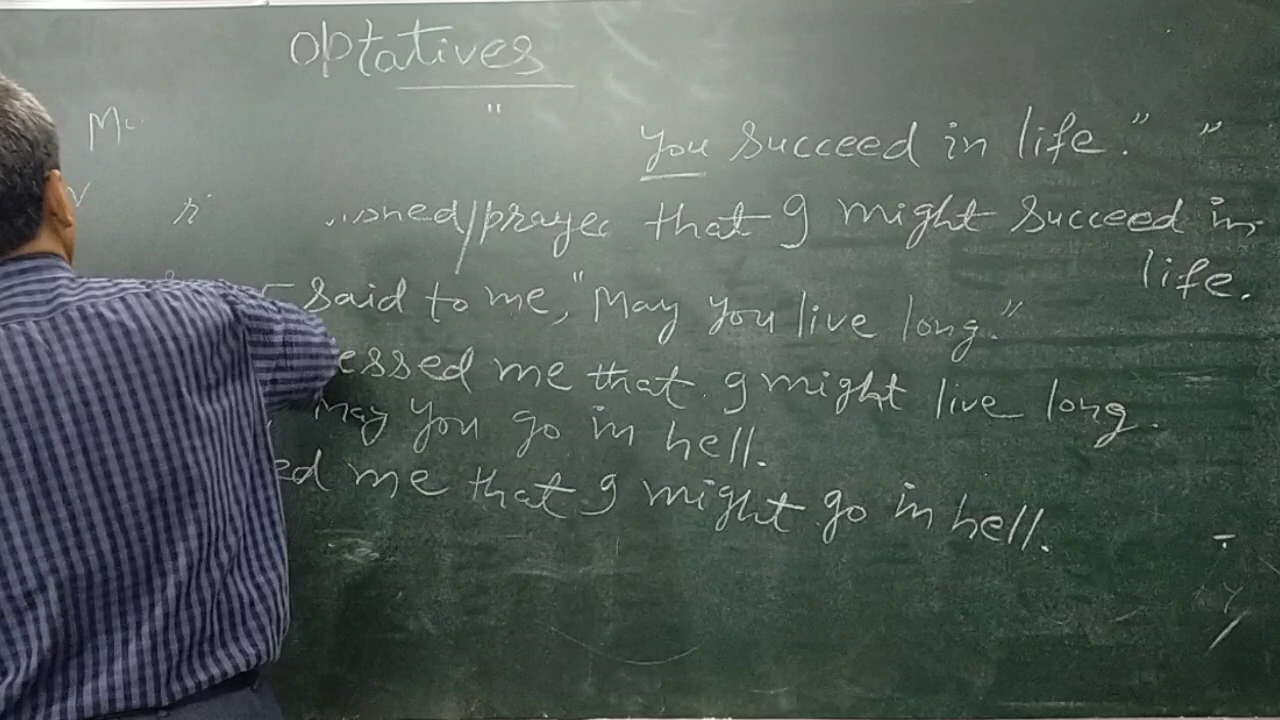 Optatives
"
you succeed in life." "
/prayed that I might succeed in
life.
said to me, "May you live long."
essed me that I might live long.
May you go in hell.
ed me that I might go in hell.